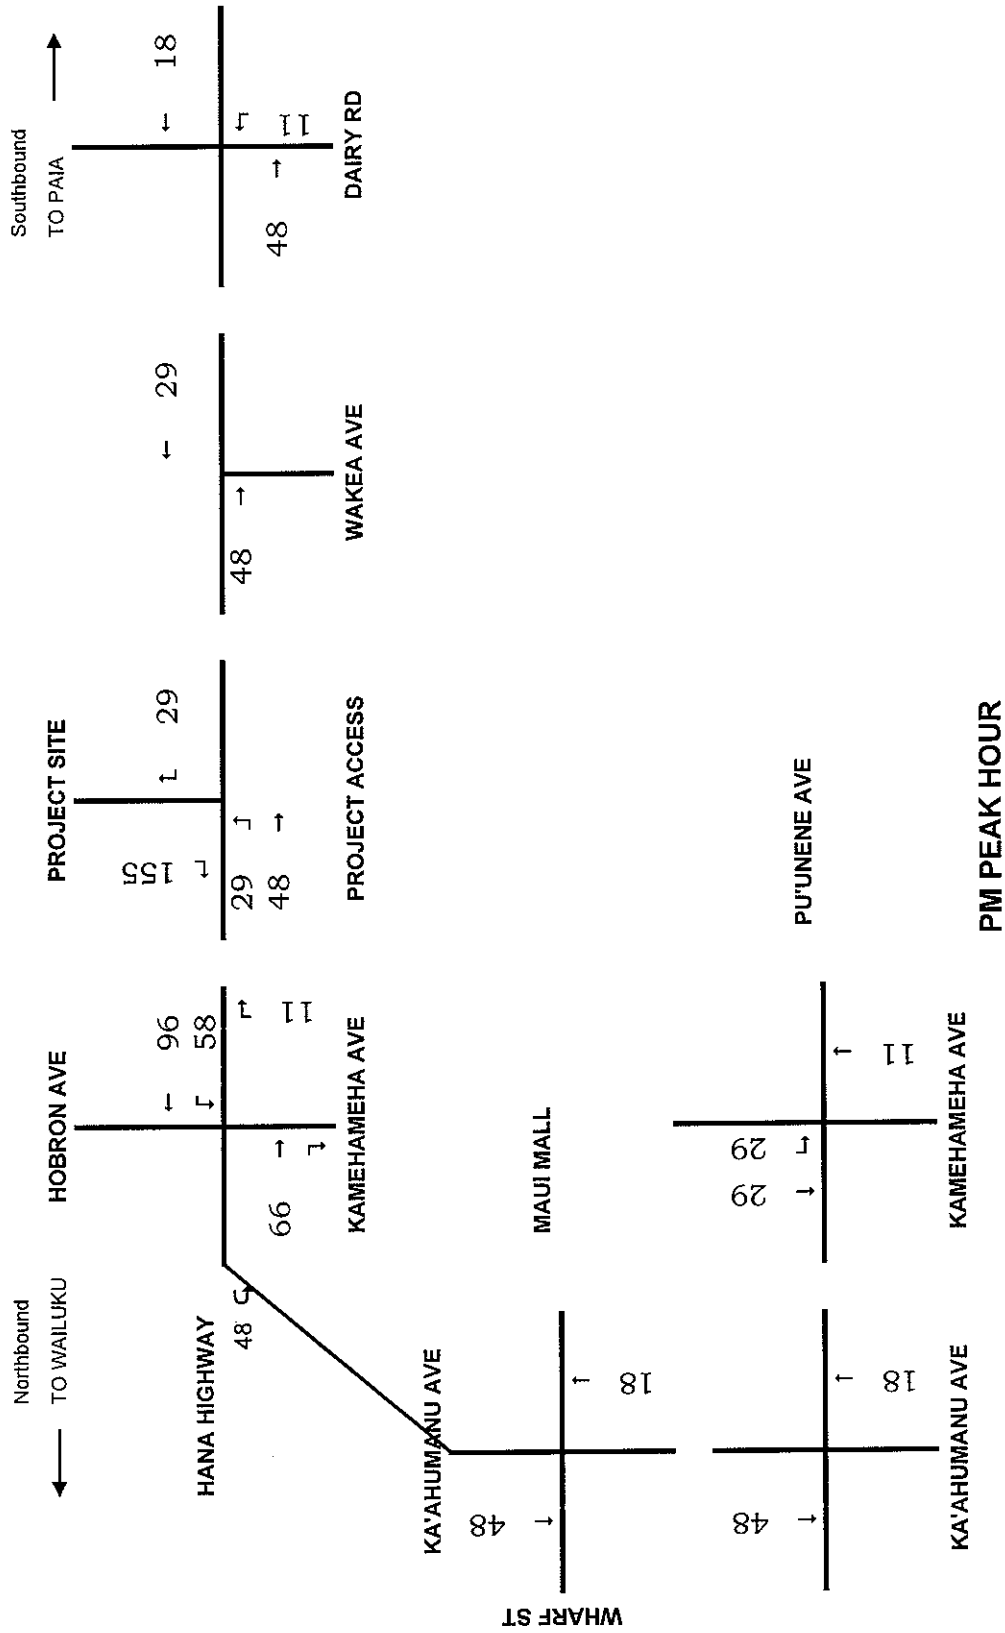 Northbound
Southbound
TO WAILUKU
HOBRON AVE
PROJECT SITE
TO PAIA
155
96
29
29
18
HANA HIGHWAY
58
48
29
48
66
11
48
48
11
KAMEHAMEHA AVE
PROJECT ACCESS
WAKEA AVE
DAIRY RD
KA'AHUMANU AVE
48
MAUI MALL
WHARF ST
18
29
29
48
PU'UNENE AVE
18
11
KA'AHUMANU AVE
KAMEHAMEHA AVE
PM PEAK HOUR